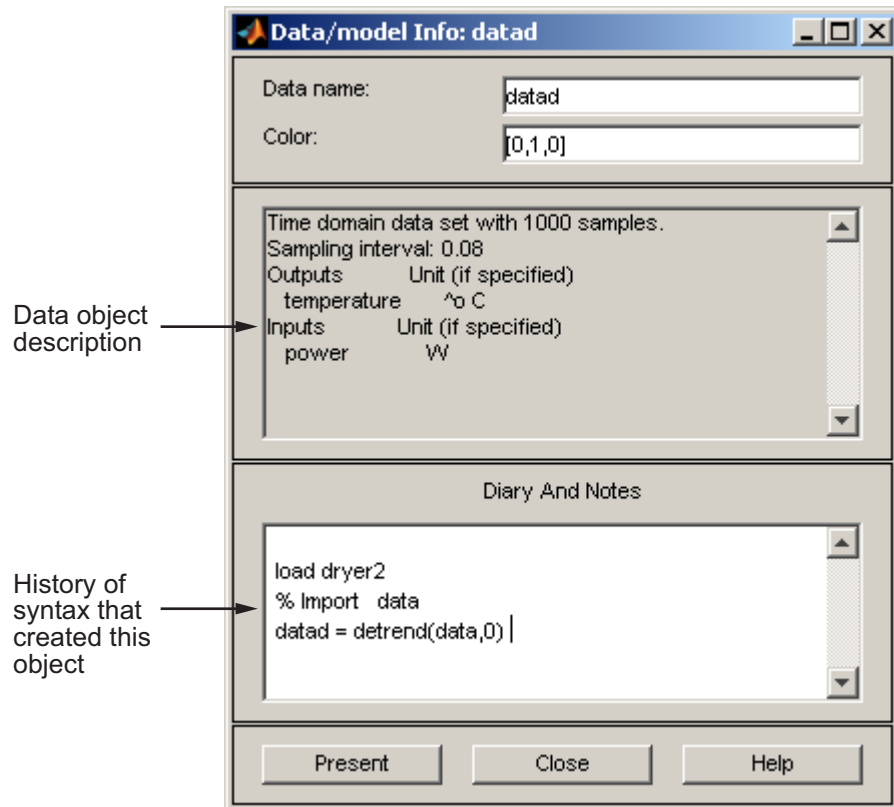 Data/model Info: datad
Data name:
datad
Color:
[0,1,0]
Time domain data set with 1000 samples.
Sampling interval: 0.08
Outputs Unit (if specified)
temperature ^o C
Inputs Unit (if specified)
power W
Data object
description
Diary And Notes
load dryer2
% Import data
datad = detrend(data,0)
History of
syntax that
created this
object
Present
Close
Help